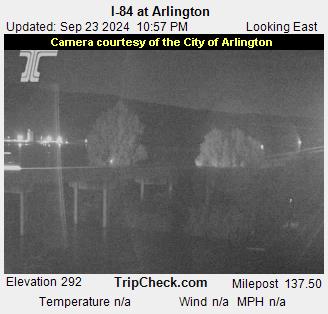 I-84 at Arlington
Updated: Sep 23 2024 10:57 PM Looking East
Camera courtesy of the City of Arlington
Elevation 292 TripCheck.com Milepost 137.50
Temperature n/a Wind n/a MPH n/a